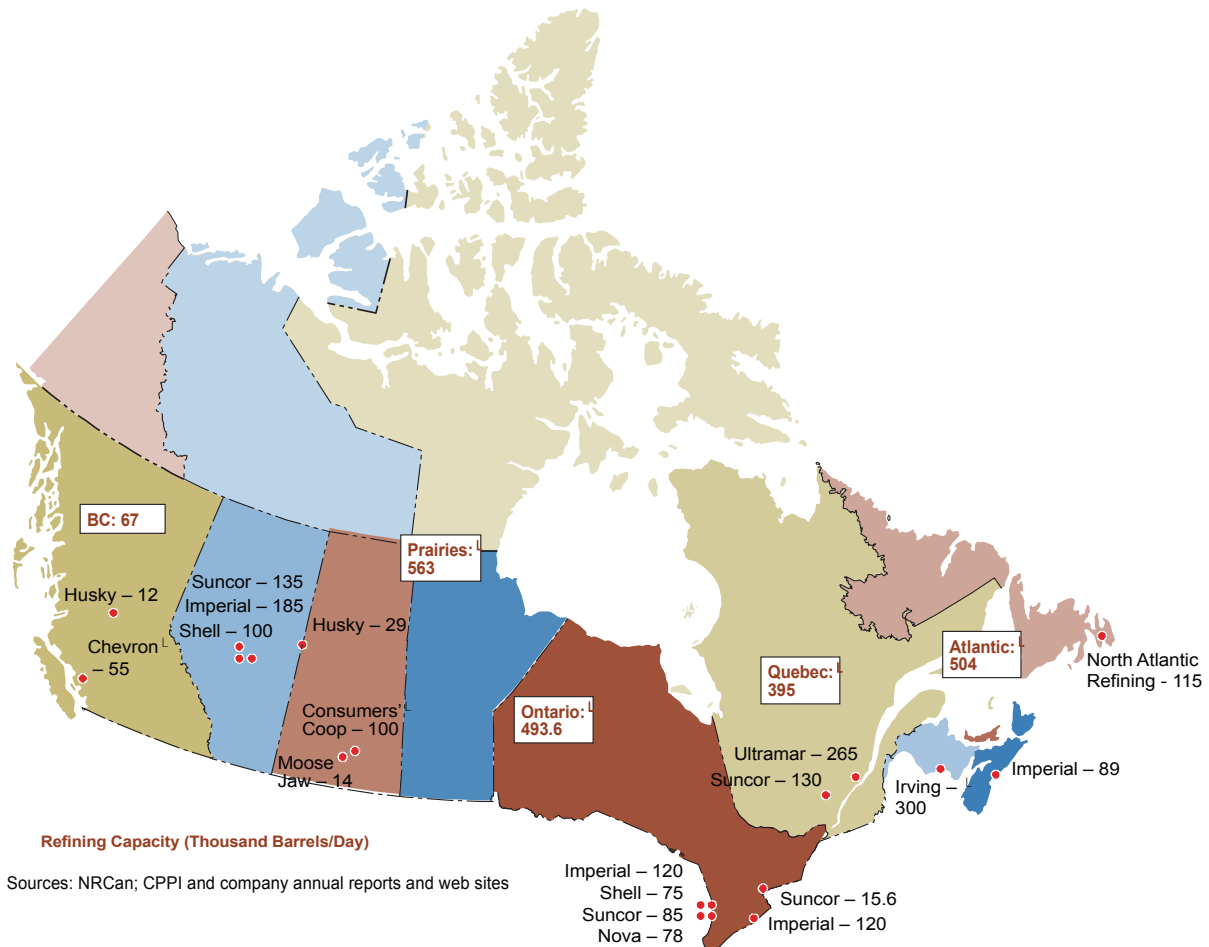 BC: 67
Husky – 12
Chevron
– 55
Suncor – 135
Imperial – 185
Shell – 100
Husky – 29
Prairies:
563
Consumers’
Coop – 100
Moose
Jaw – 14
Ontario:
493.6
Quebec:
395
Ultramar – 265
Suncor – 130
Atlantic:
504
North Atlantic
Refining - 115
Irving –
300
Imperial – 89
Imperial – 120
Shell – 75
Suncor – 85
Nova – 78
Suncor – 15.6
Imperial – 120
Refining Capacity (Thousand Barrels/Day)
Sources: NRCan; CPPI and company annual reports and web sites